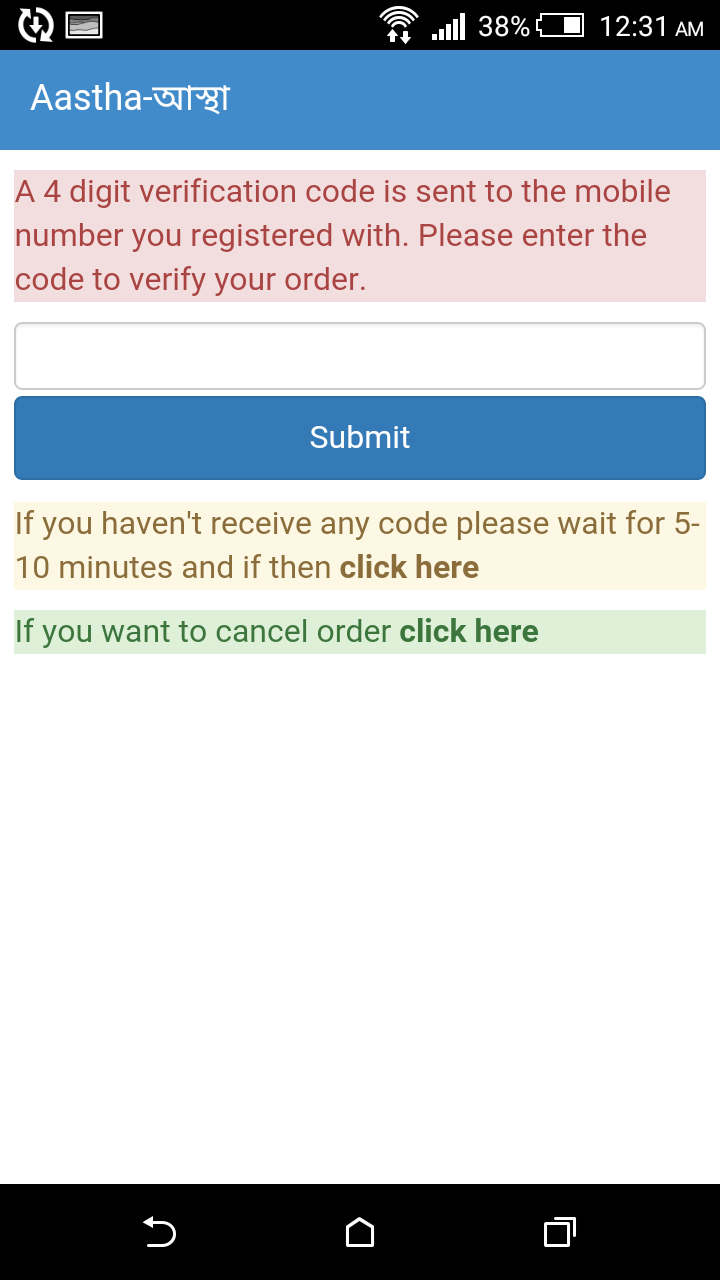 38% 12:31 AM
Aastha-আস্থা
A 4 digit verification code is sent to the mobile
number you registered with. Please enter the
code to verify your order.
Submit
If you haven't receive any code please wait for 5-
10 minutes and if then click here
If you want to cancel order click here